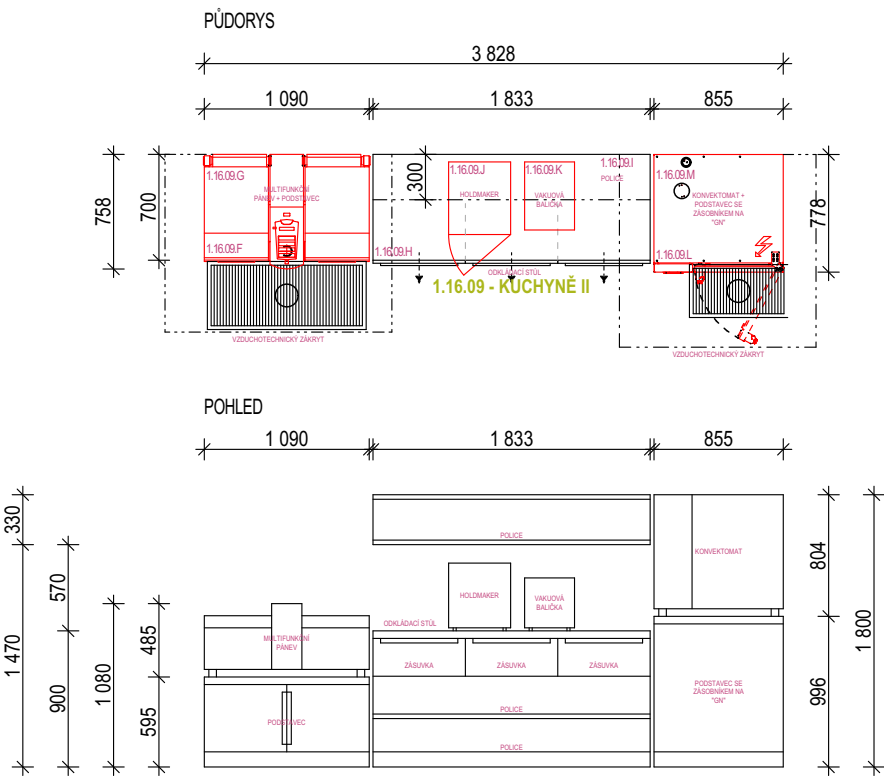 PŮDORYS
3 828
1 090
1 833
855
758
700
300
778
1.16.09.G
MULTIFUNKČNÍ
PÁNEV + PODSTAVEC
1.16.09.F
1.16.09.J
HOLDMAKER
1.16.09.K
VAKUOVÁ
BALIČKA
1.16.09.I
POLICE
1.16.09.H
ODKLÁDACÍ STŮL
1.16.09 - KUCHYNĚ II
1.16.09.M
KONVEKTOMAT +
PODSTAVEC SE
ZÁSOBNÍKEM NA
"GN"
1.16.09.L
VZDUCHOTECHNICKÝ ZÁKRYT
VZDUCHOTECHNICKÝ ZÁKRYT
POHLED
1 090
1 833
855
330
1 470
570
900
1 080
485
595
804
996
1 800
POLICE
KONVEKTOMAT
HOLDMAKER
VAKUOVÁ
BALIČKA
ODKLÁDACÍ STŮL
MULTIFUNKČNÍ
PÁNEV
ZÁSUVKA
ZÁSUVKA
ZÁSUVKA
PODSTAVEC SE
ZÁSOBNÍKEM NA
"GN"
PODSTAVEC
POLICE
POLICE